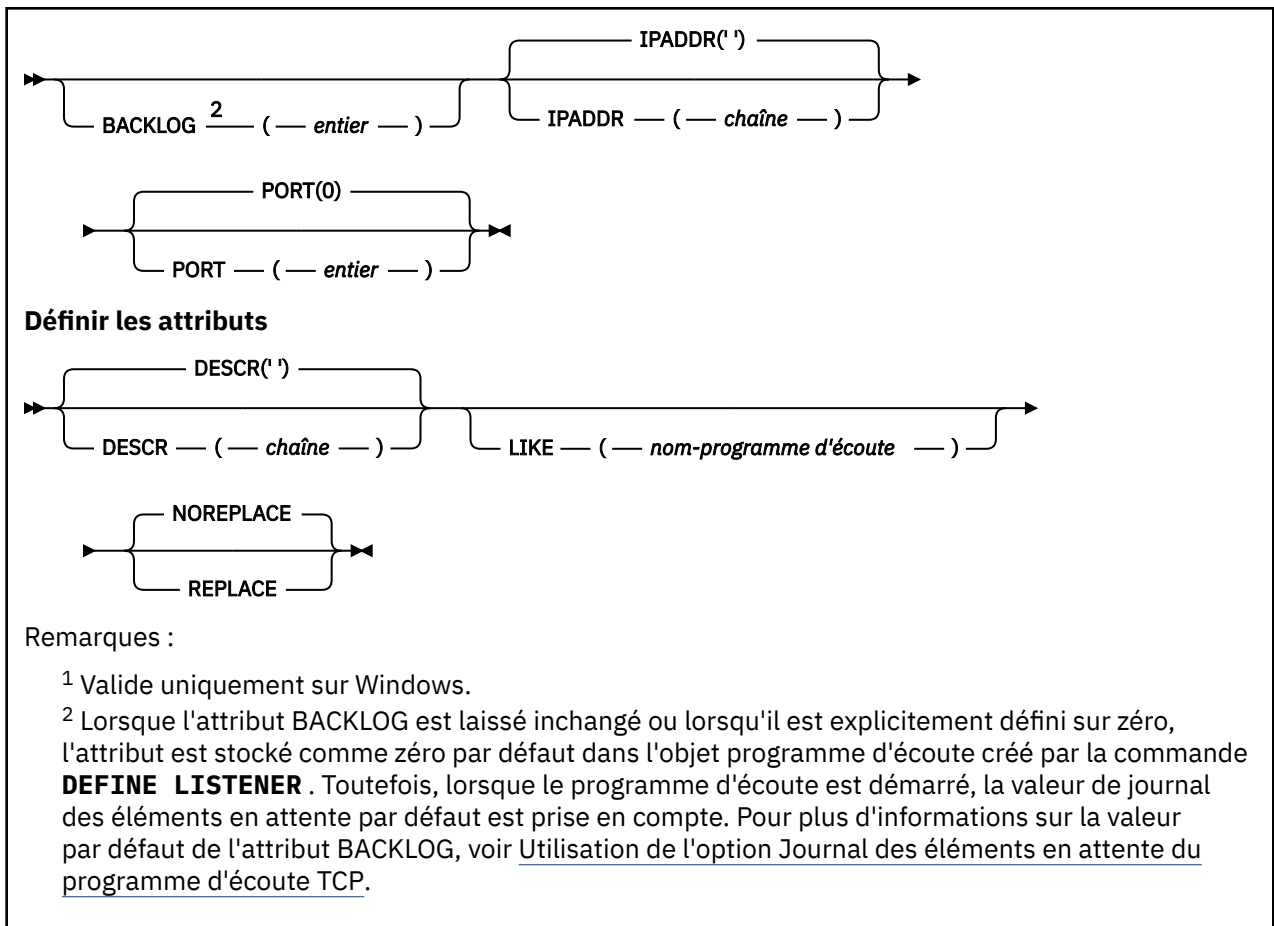 IPADDR(' ')
BACKLOG 2 ( entier ) IPADDR ( chaîne )
PORT(0)
PORT ( entier )
Définir les attributs
DESCR(' ')
DESCR ( chaîne ) LIKE ( nom-programme d'écoute )
NOREPLACE
REPLACE
Remarques :
1 Valide uniquement sur Windows.
2 Lorsque l'attribut BACKLOG est laissé inchangé ou lorsqu'il est explicitement défini sur zéro,
l'attribut est stocké comme zéro par défaut dans l'objet programme d'écoute créé par la commande
DEFINE LISTENER . Toutefois, lorsque le programme d'écoute est démarré, la valeur de journal
des éléments en attente par défaut est prise en compte. Pour plus d'informations sur la valeur
par défaut de l'attribut BACKLOG, voir Utilisation de l'option Journal des éléments en attente du
programme d'écoute TCP.